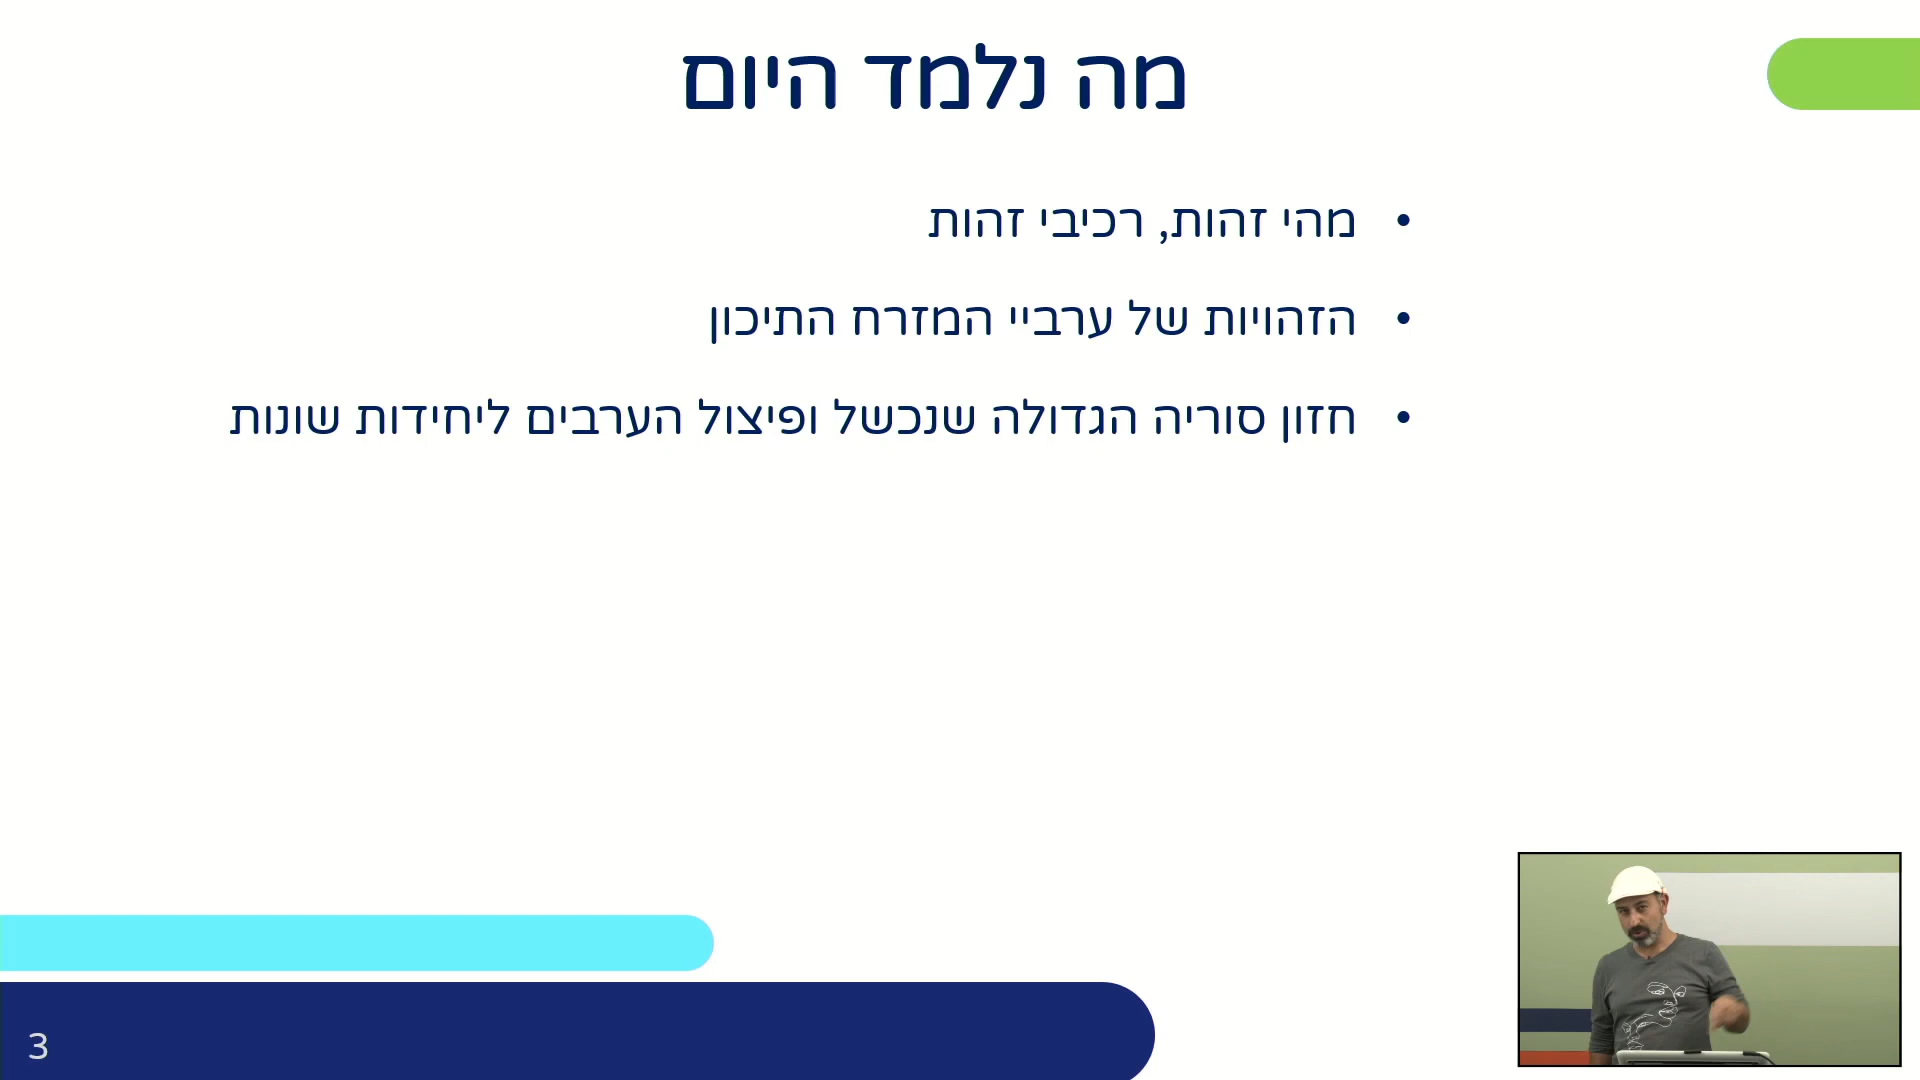 מה נלמד היום
• מהי זהות, רכיבי זהות
• הזהויות של ערביי המזרח התיכון
• חזון סוריה הגדולה שנכשל ופיצול הערבים ליחידות שונות
3